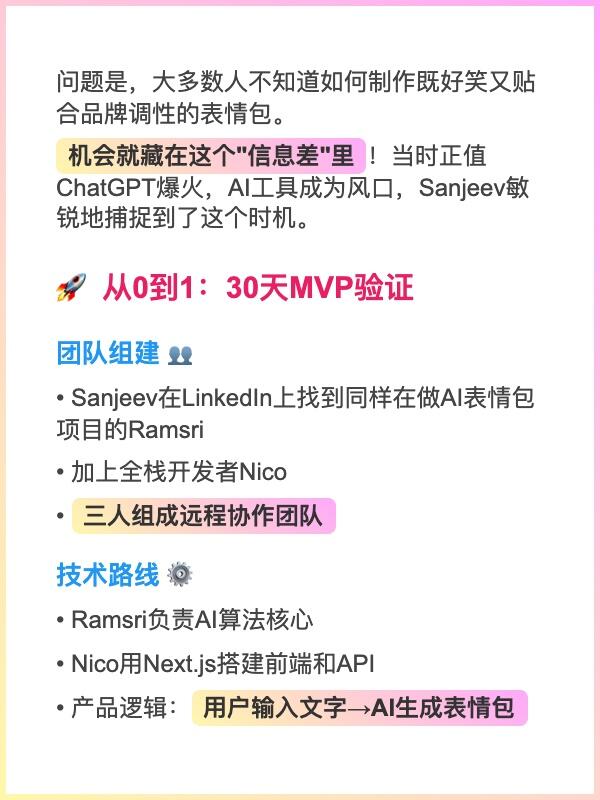 问题是，大多数人不知道如何制作既好笑又贴
合品牌调性的表情包。
机会就藏在这个"信息差"里！当时正值
ChatGPT爆火，AI工具成为风口，Sanjeev敏
锐地捕捉到了这个时机。
🚀 从0到1：30天MVP验证
团队组建 👥
• Sanjeev在LinkedIn上找到同样在做AI表情包
项目的Ramsri
• 加上全栈开发者Nico
• 三人组成远程协作团队
技术路线 ⚙️
• Ramsri负责AI算法核心
• Nico用Next.js搭建前端和API
• 产品逻辑：用户输入文字→AI生成表情包